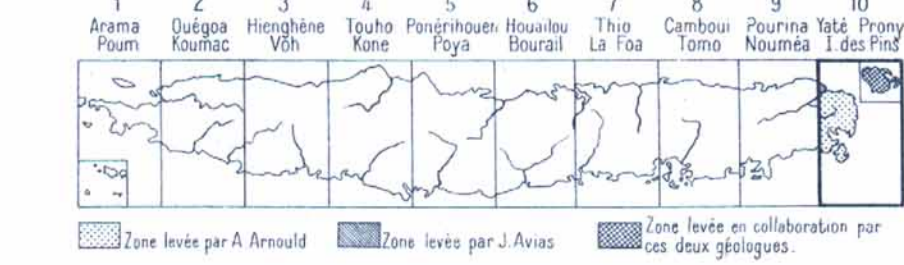 1 2 3 4 5 6 7 8 9 10
Arama Ouégoa Hienghène Touho Ponérihouen Houaïlou Thio Camboui Pourina Yaté Prony
Poum Koumac Vôh Kone Poya Bourail La Foa Tomo Nouméa I. des Pins
Zone levée par A Arnould
Zone levée par J. Avias
Zone levée en collaboration par
ces deux géologues.